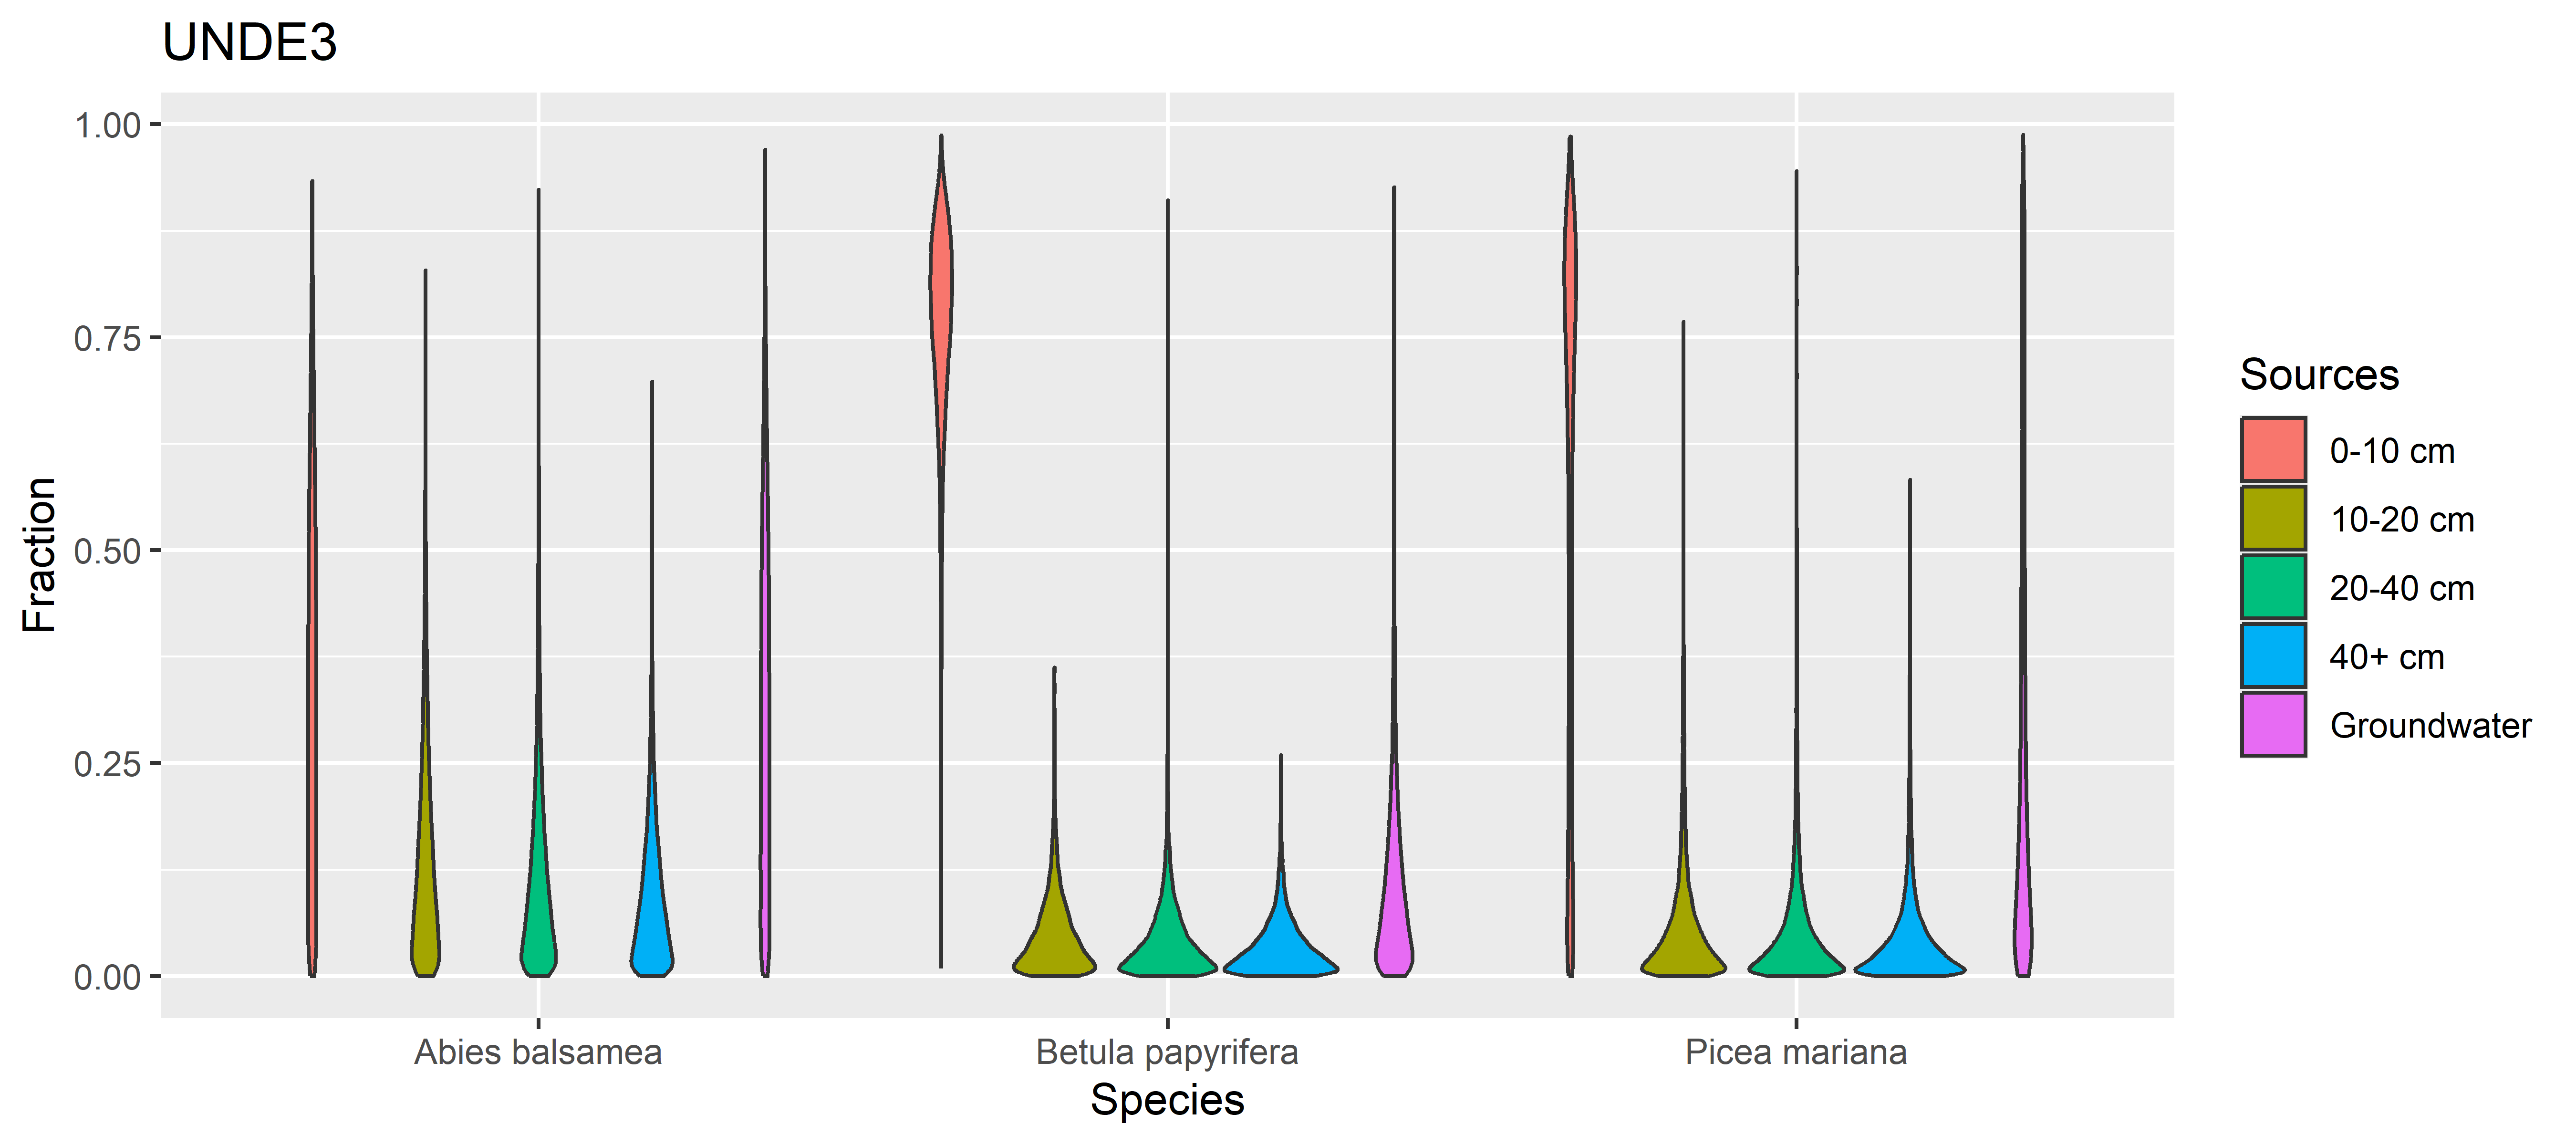 UNDE3
1.00
0.75
0.50
0.25
0.00
Fraction
Abies balsamea
Betula papyrifera
Picea mariana
Species
Sources
0-10 cm
10-20 cm
20-40 cm
40+ cm
Groundwater